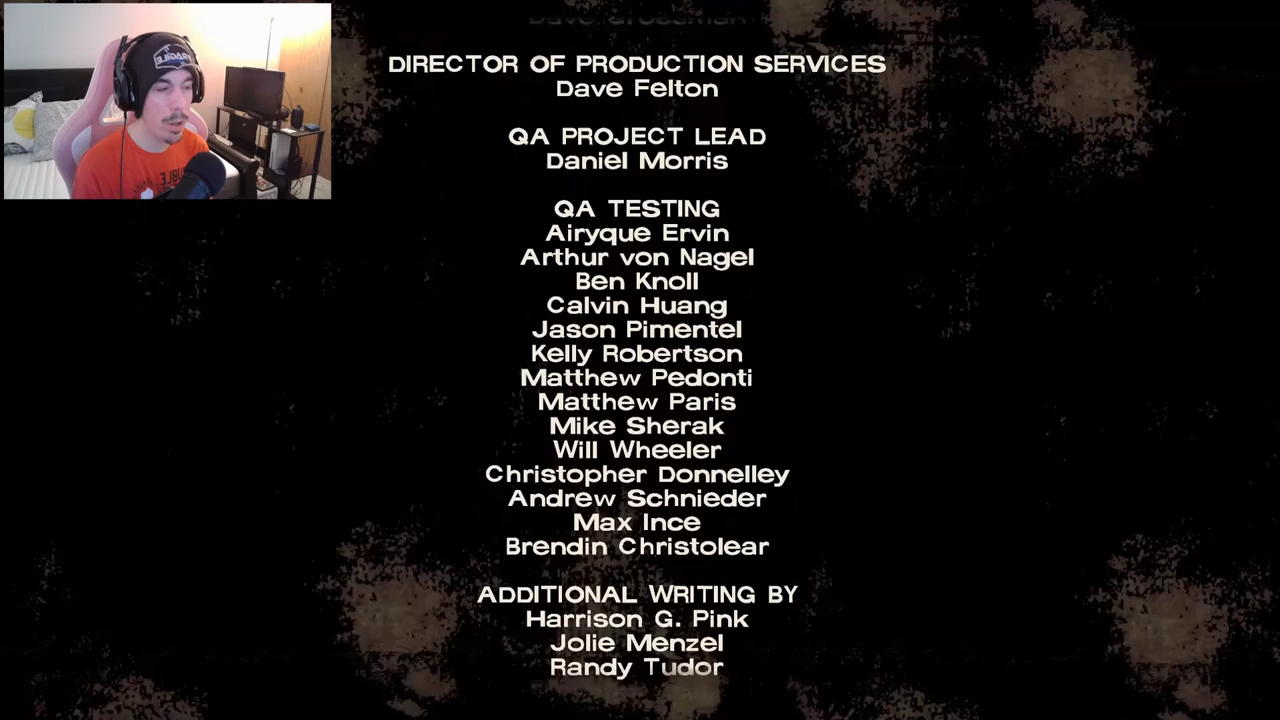 Dave Grossman
DIRECTOR OF PRODUCTION SERVICES
Dave Felton
QA PROJECT LEAD
Daniel Morris
QA TESTING
Airyque Ervin
Arthur von Nagel
Ben Knoll
Calvin Huang
Jason Pimentel
Kelly Robertson
Matthew Pedonti
Matthew Paris
Mike Sherak
Will Wheeler
Christopher Donnelley
Andrew Schnieder
Max Ince
Brendin Christolear
ADDITIONAL WRITING BY
Harrison G. Pink
Jolie Menzel
Randy Tudor